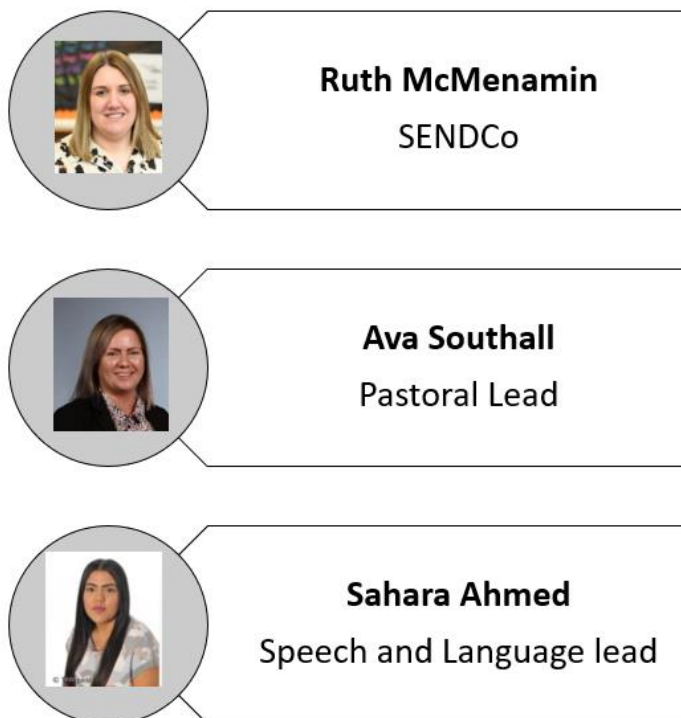 Ruth McMenamin
SENDCo
Ava Southall
Pastoral Lead
Sahara Ahmed
Speech and Language lead